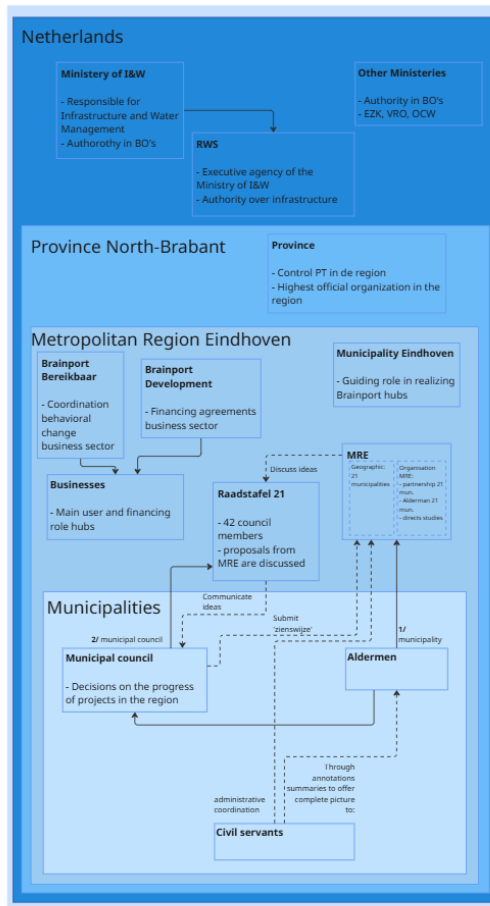 Netherlands
Ministery of I&W
- Responsible for
Infrastructure and Water
Management
- Authorothy in BO's
Other Ministeries
- Authority in BO's
- EZK, VRO, OCW
RWS
- Executive agency of the
Ministry of I&W
- Authority over infrastructure
Province North-Brabant
Province
- Control PT in de region
- Highest official organization in the
region
Metropolitan Region Eindhoven
Brainport
Bereikbaar
- Coordination
behavioral
change
business sector
Brainport
Development
- Financing agreements
business sector
Municipality Eindhoven
- Guiding role in realizing
Brainport hubs
Businesses
- Main user and financing
role hubs
Discuss ideas
Raadstafel 21
- 42 council
members
- proposals from
MRE are discussed
MRE
Geographic:
21
municipalities
Organisation
MRE:
- partnership 21
mun.
- Alderman 21
mun.
- directs studies
Municipalities
Communicate
ideas
Submit
'zienswijze'
2/ municipal council
1/
municipality
Municipal council
- Decisions on the progress
of projects in the region
Aldermen
Through
annotations
summaries to offer
complete picture
to:
administrative
coordination
Civil servants